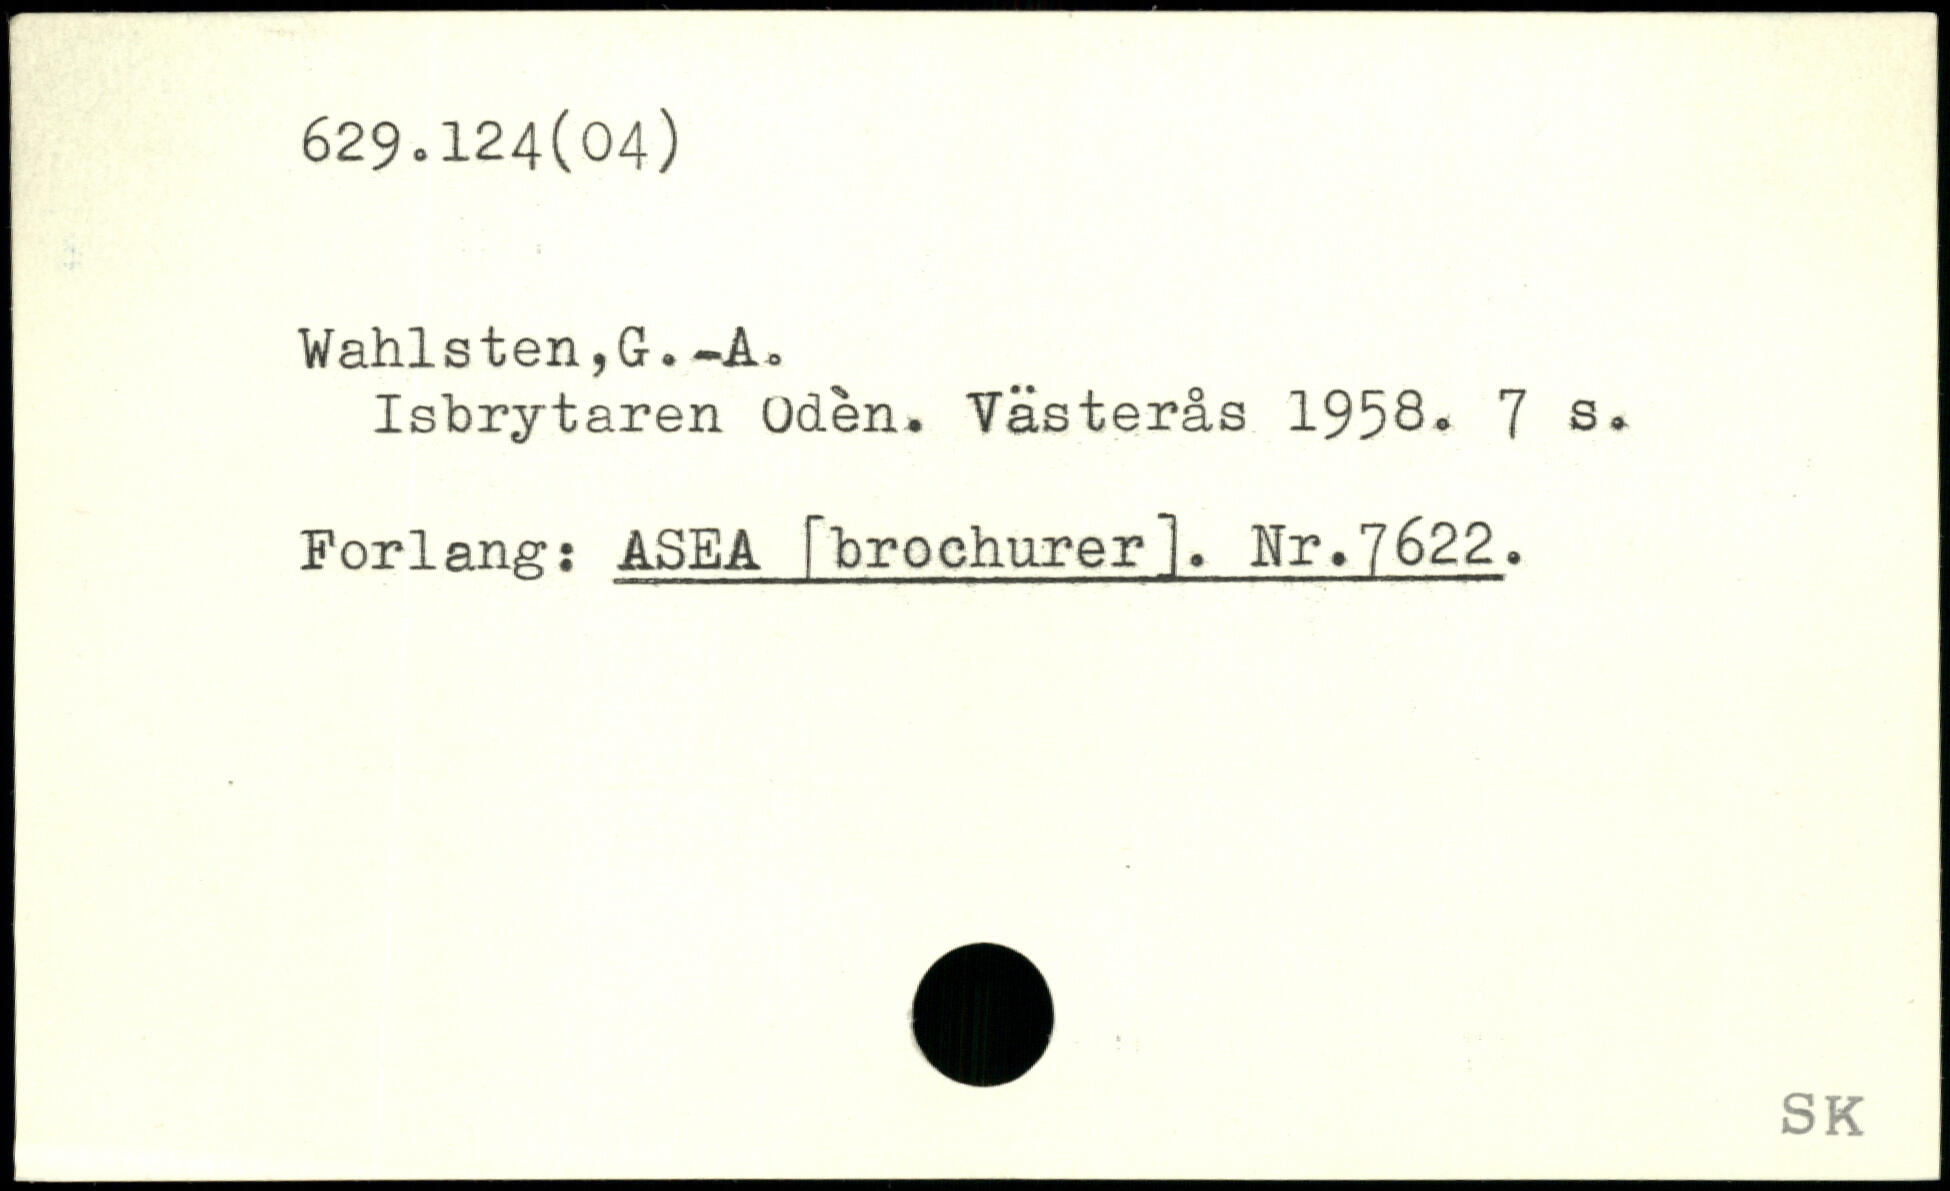 629.124(04)
Wahlsten,G.-A.
Isbrytaren Odèn. Västerås 1958. 7 s.
Forlang: ASEA [brochurer]. Nr.7622.
SK